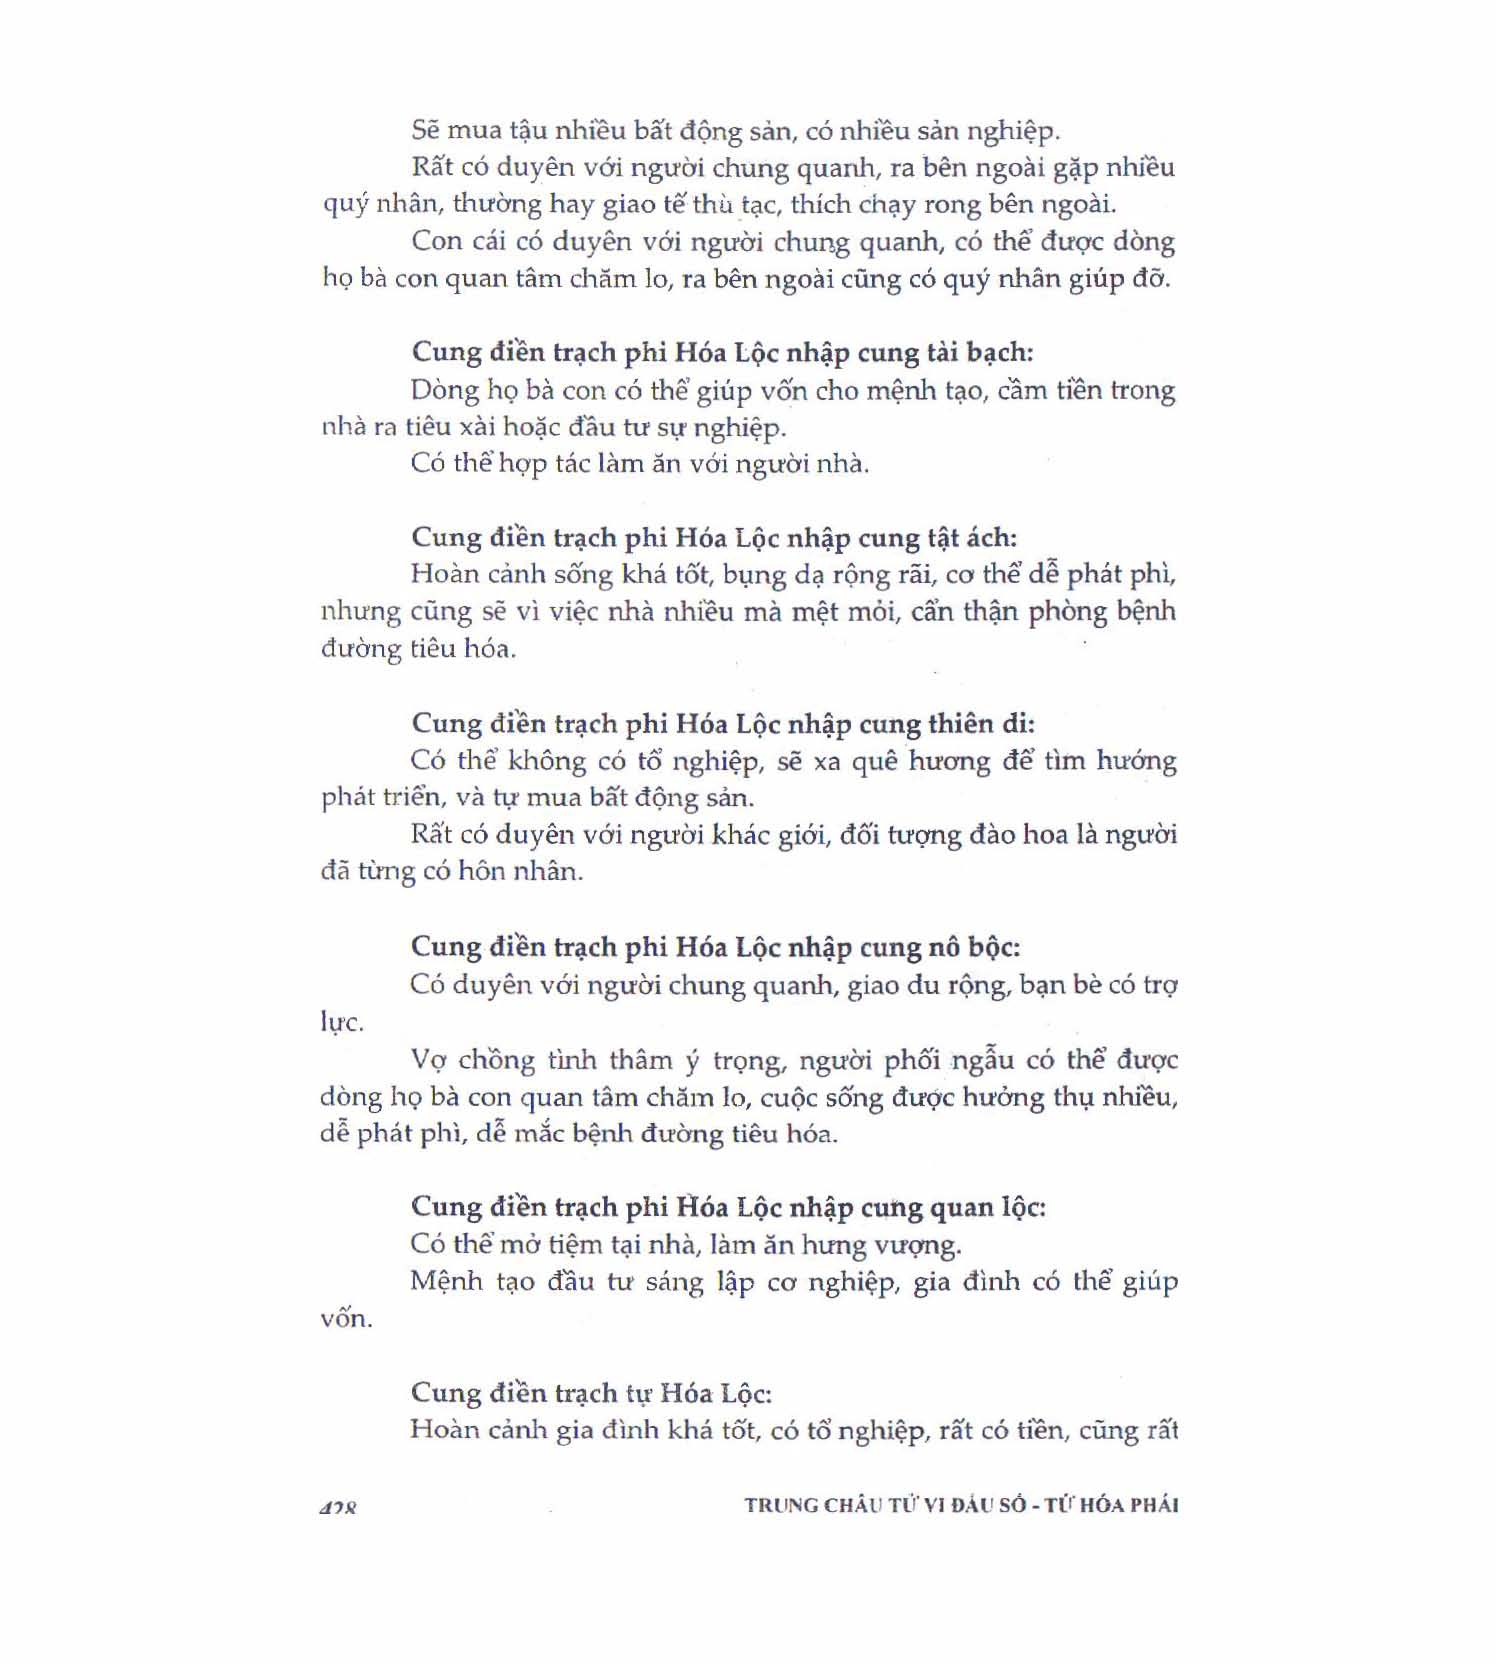 Sẽ mua tậu nhiều bất động sản, có nhiều sản nghiệp.
Rất có duyên với người chung quanh, ra bên ngoài gặp nhiều
quý nhân, thường hay giao tế thù tạc, thích chạy rong bên ngoài.
Con cái có duyên với người chung quanh, có thể được dòng
họ bà con quan tâm chăm lo, ra bên ngoài cũng có quý nhân giúp đỡ.
Cung điền trạch phi Hóa Lộc nhập cung tài bạch:
Dòng họ bà con có thể giúp vốn cho mệnh tạo, cầm tiền trong
nhà ra tiêu xài hoặc đầu tư sự nghiệp.
Có thể hợp tác làm ăn với người nhà.
Cung điền trạch phi Hóa Lộc nhập cung tật ách:
Hoàn cảnh sống khá tốt, bụng dạ rộng rãi, cơ thể dễ phát phì,
nhưng cũng sẽ vì việc nhà nhiều mà mệt mỏi, cẩn thận phòng bệnh
đường tiêu hóa.
Cung điền trạch phi Hóa Lộc nhập cung thiên di:
Có thể không có tổ nghiệp, sẽ xa quê hương để tìm hướng
phát triển, và tự mua bất động sản.
Rất có duyên với người khác giới, đối tượng đào hoa là người
đã từng có hôn nhân.
Cung điền trạch phi Hóa Lộc nhập cung nô bộc:
Có duyên với người chung quanh, giao du rộng, bạn bè có trợ
lực.
Vợ chồng tình thâm ý trọng, người phối ngẫu có thể được
dòng họ bà con quan tâm chăm lo, cuộc sống được hưởng thụ nhiều,
dễ phát phì, dễ mắc bệnh đường tiêu hóa.
Cung điền trạch phi Hóa Lộc nhập cung quan lộc:
Có thể mở tiệm tại nhà, làm ăn hưng vượng.
Mệnh tạo đầu tư sáng lập cơ nghiệp, gia đình có thể giúp
vốn.
Cung điền trạch tự Hóa Lộc:
Hoàn cảnh gia đình khá tốt, có tổ nghiệp, rất có tiền, cũng rất
428 TRUNG CHÂU TỬ VI ĐẨU SỐ - TỨ HÓA PHÁI